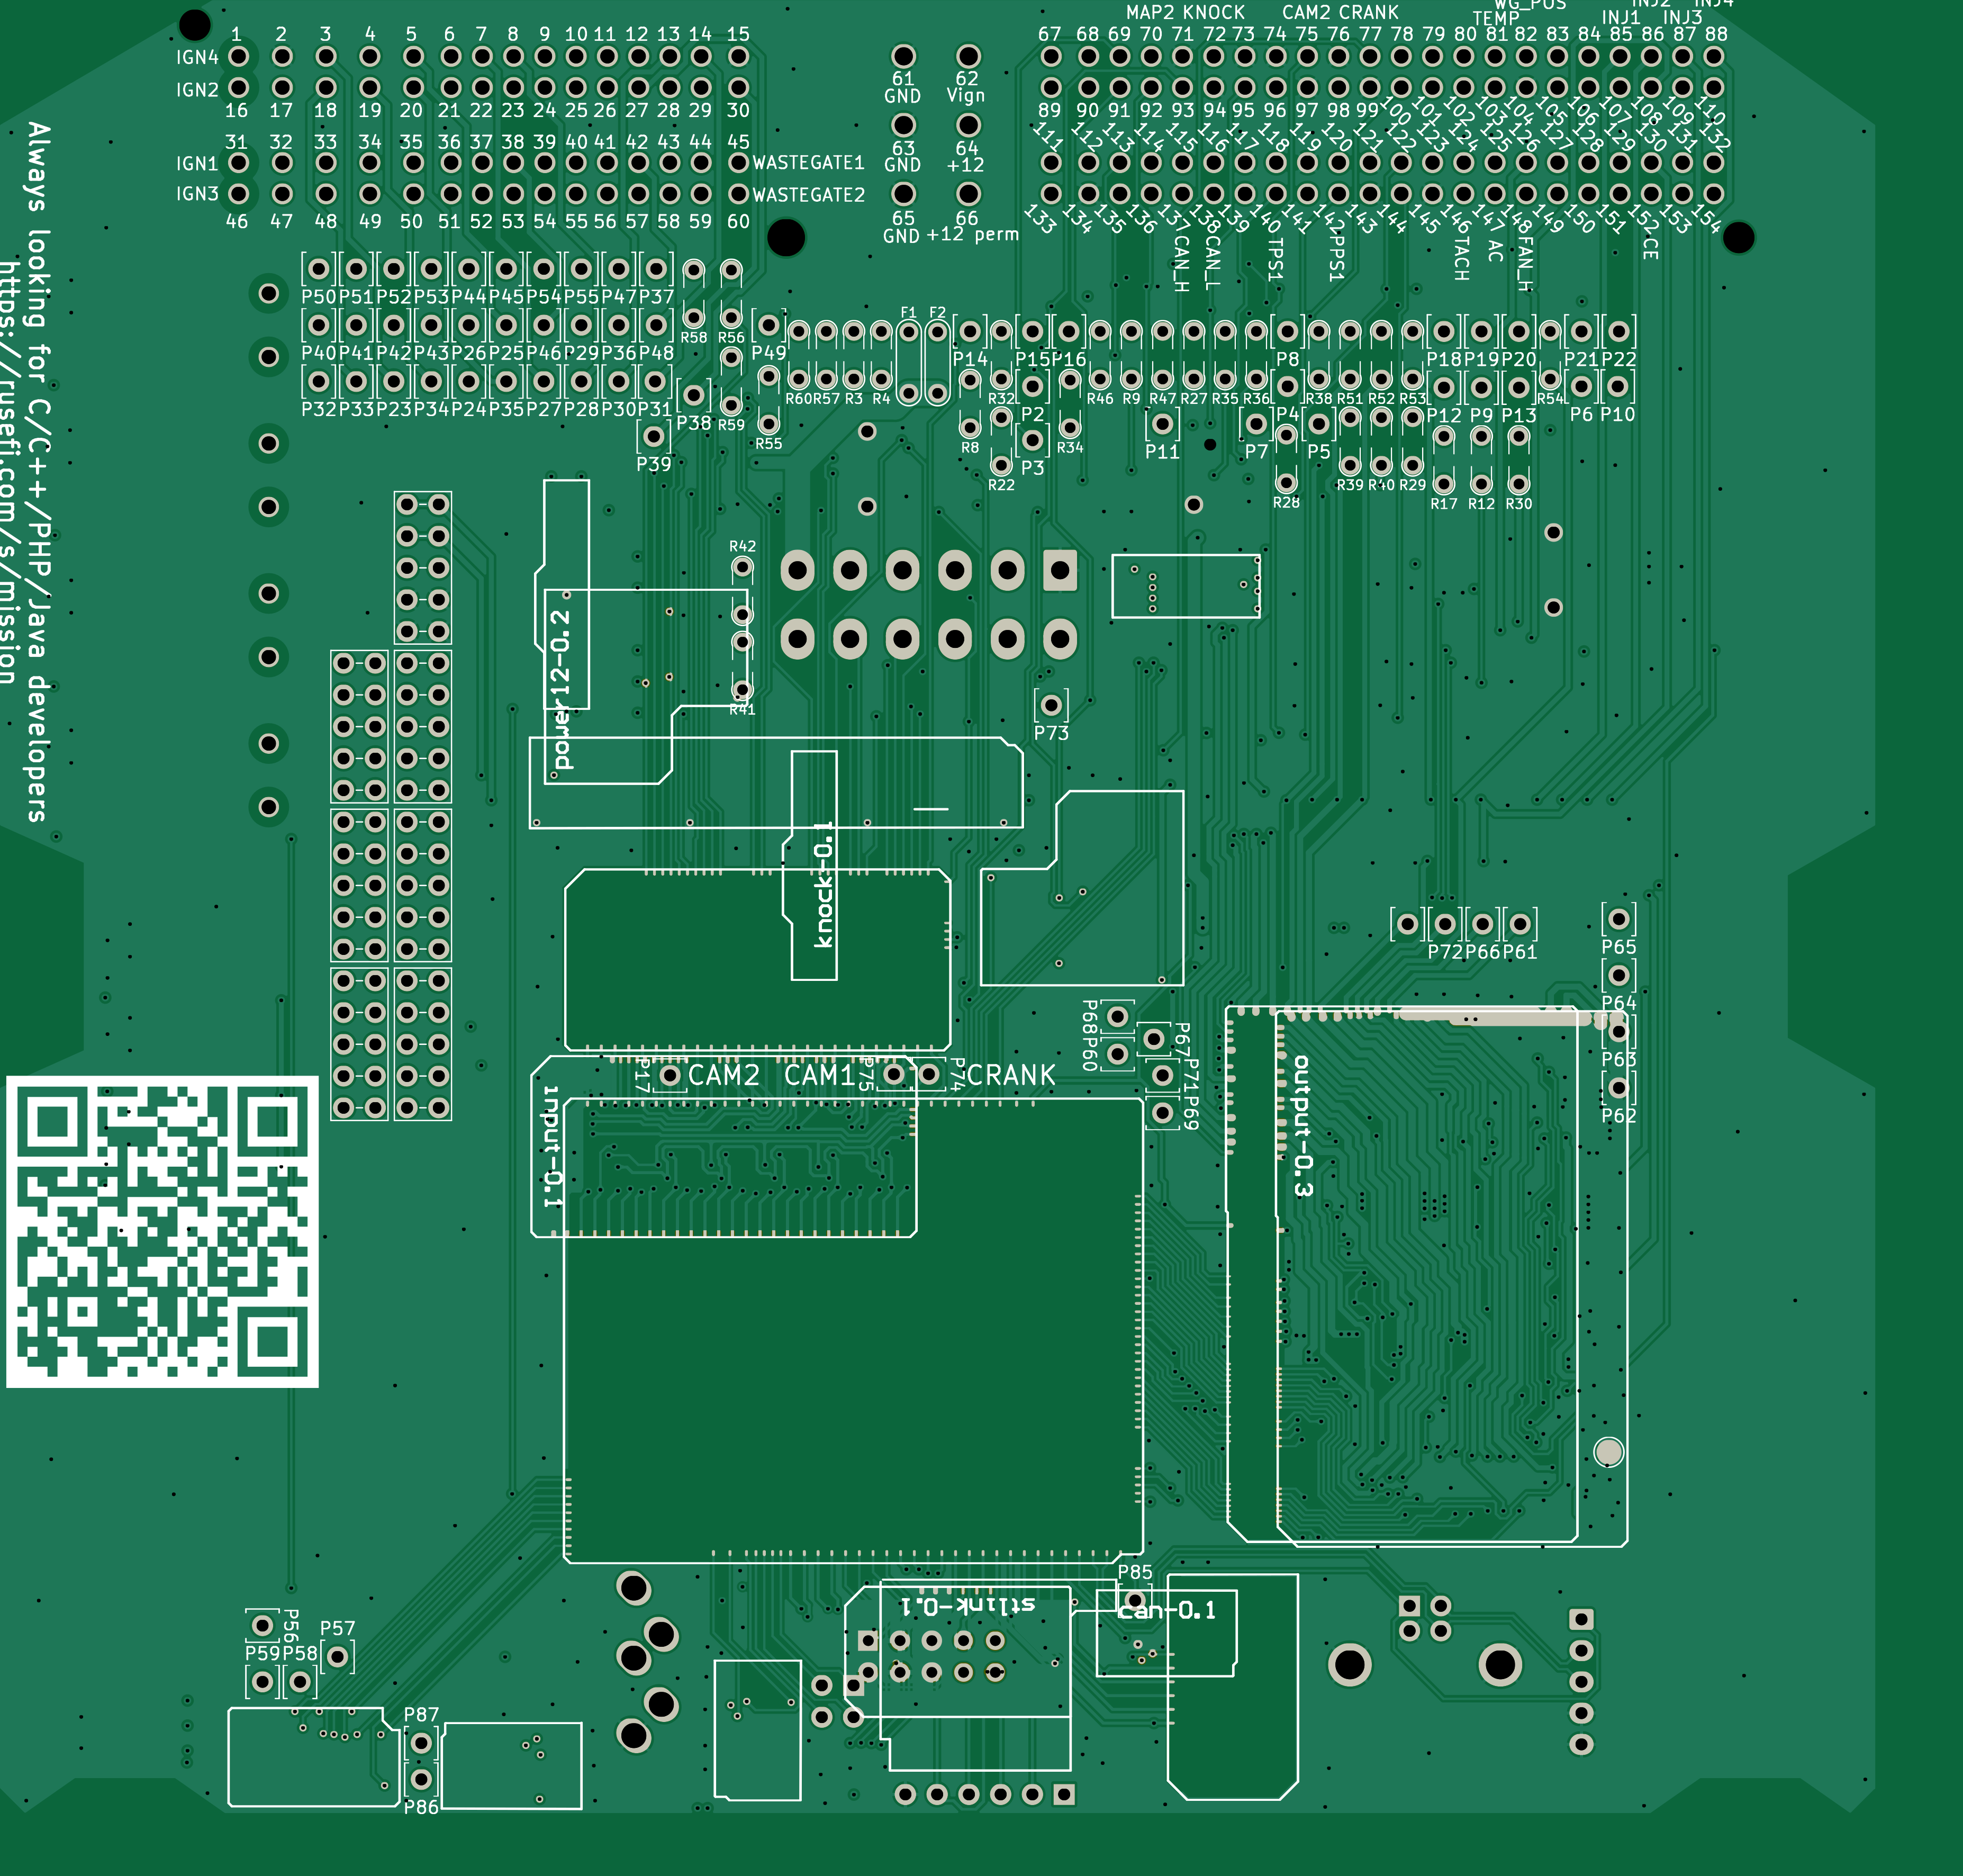 MAP2 KNOCK CAM2 CRANK TEMP WG_POS INJ1 INJ2 INJ3 INJ4
1 2 3 4 5 6 7 8 9 10 11 12 13 14 15 67 68 69 70 71 72 73 74 75 76 77 78 79 80 81 82 83 84 85 86 87 88
IGN4
61 GND 62 Vign
IGN2
16 17 18 19 20 21 22 23 24 25 26 27 28 29 30 89 90 91 92 93 94 95 96 97 98 99 100 101 102 103 104 105 106 107 108 109 110
31 32 33 34 35 36 37 38 39 40 41 42 43 44 45 111 112 113 114 115 116 117 118 119 120 121 122 123 124 125 126 127 128 129 130 131 132
IGN1 WASTEGATE1
63 GND 64 +12
IGN3 WASTEGATE2
46 47 48 49 50 51 52 53 54 55 56 57 58 59 60 65 GND 66 +12 perm 133 134 135 136 137 138 139 140 141 142 143 144 145 146 147 148 149 150 151 152 153 154
CAN_H CAN_L TPS1 PPS1 TACH AC FAN_H CE
P50 P51 P52 P53 P44 P45 P54 P55 P47 P37
R58 R56 P49 F1 F2
P40 P41 P42 P43 P26 P25 P46 P29 P36 P48
P14 P15 P16 P8 P18 P19 P20 P21 P22
R60 R57 R3 R4 R32 R46 R9 R47 R27 R35 R36 R38 R51 R52 R53 R54
P32 P33 P23 P34 P24 P35 P27 P28 P30 P31 P38 R59 R55
P2 P4 P12 P9 P13 P6 P10
P39 R8 P3 R34 P11 P7 P5
R22 R28 R39 R40 R29 R17 R12 R30
Always looking for C/C++/PHP/Java developers
https://rusefi.com/s/mission
R42
power12-0.2
R41
P73
knock-0.1
P72 P66 P61 P65
P64
P63
P62
P68 P60 P67 P71 P69
P17 CAM2 CAM1 P75 P74 CRANK
input-0.1
output-0.3
P85
stlink-0.1
can-0.1
P56 P57
P59 P58
P87
P86